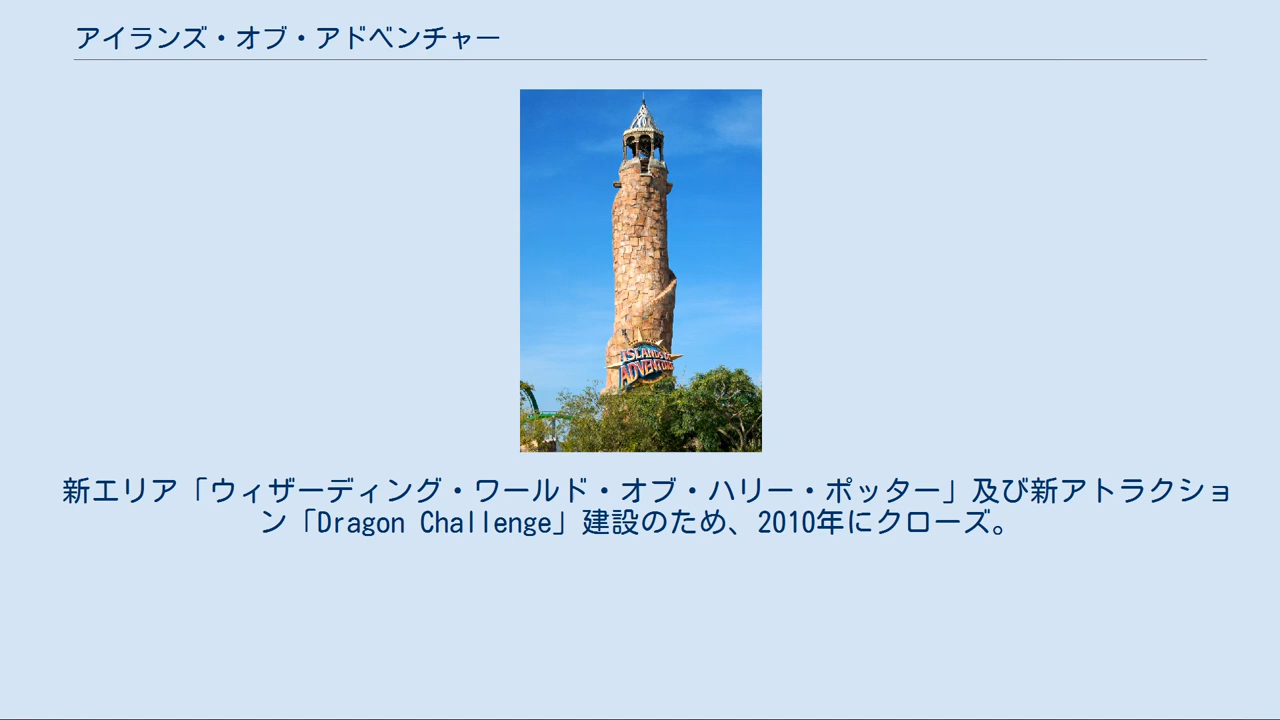 アイランズ・オブ・アドベンチャー
ISLANDS OF
ADVENTURE
新エリア「ウィザーディング・ワールド・オブ・ハリー・ポッター」及び新アトラクショ
ン「Dragon Challenge」建設のため、2010年にクローズ。